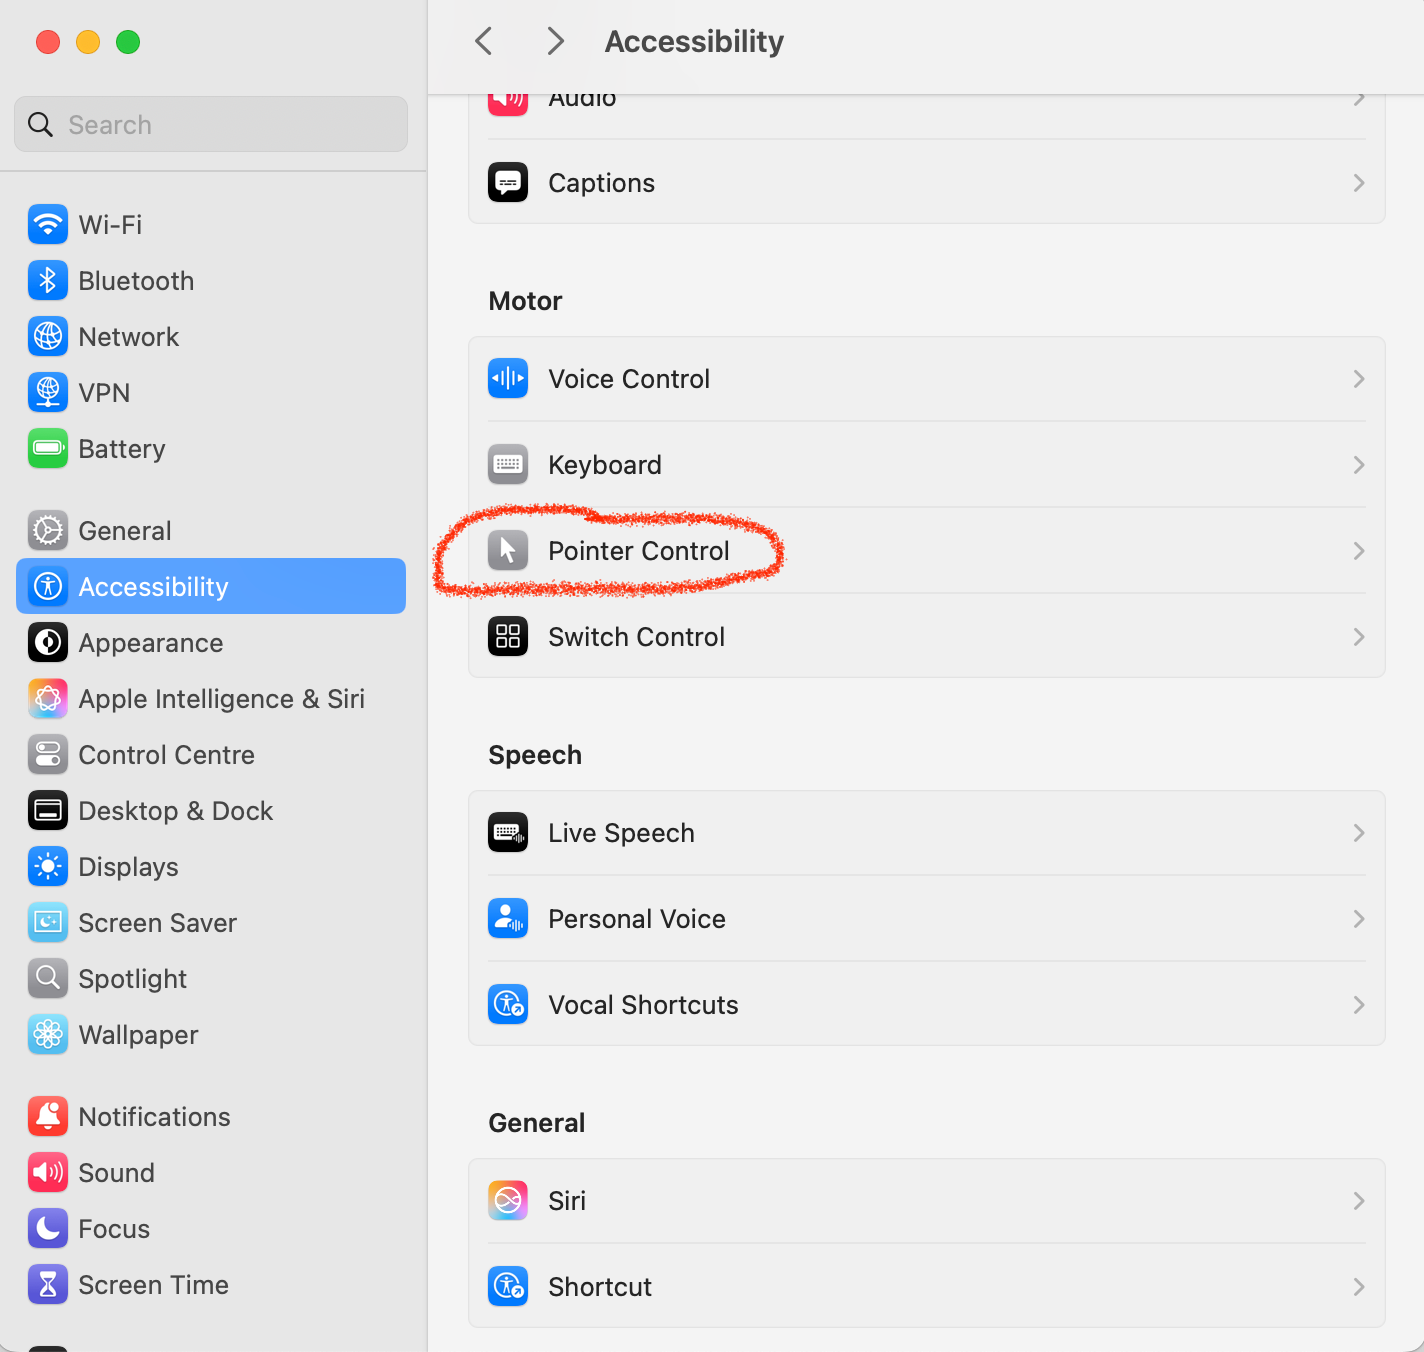 Search
Wi-Fi
Bluetooth
Network
VPN
Battery
General
Accessibility
Appearance
Apple Intelligence & Siri
Control Centre
Desktop & Dock
Displays
Screen Saver
Spotlight
Wallpaper
Notifications
Sound
Focus
Screen Time
Accessibility
Audio
Captions
Motor
Voice Control
Keyboard
Pointer Control
Switch Control
Speech
Live Speech
Personal Voice
Vocal Shortcuts
General
Siri
Shortcut